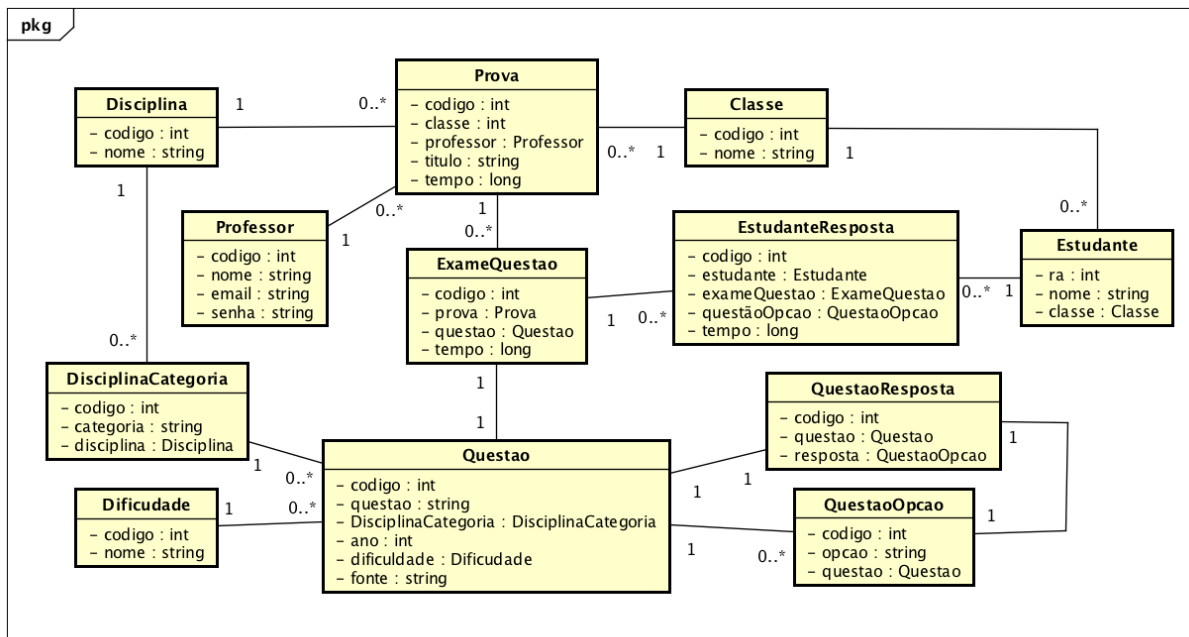 pkg
Prova
– codigo : int
– classe : int
– professor : Professor
– titulo : string
– tempo : long
Disciplina
– codigo : int
– nome : string
1
0..*
Classe
– codigo : int
– nome : string
0..*
1
1
0..*
1
0..*
Professor
– codigo : int
– nome : string
– email : string
– senha : string
0..*
1
1
0..*
ExameQuestao
– codigo : int
– prova : Prova
– questao : Questao
– tempo : long
EstudanteResposta
– codigo : int
– estudante : Estudante
– exameQuestao : ExameQuestao
– questãoOpcao : QuestaoOpcao
– tempo : long
1
0..*
Estudante
– ra : int
– nome : string
– classe : Classe
0..*
1
1
1
DisciplinaCategoria
– codigo : int
– categoria : string
– disciplina : Disciplina
1
0..*
Dificudade
– codigo : int
– nome : string
1
0..*
Questao
– codigo : int
– questao : string
– DisciplinaCategoria : DisciplinaCategoria
– ano : int
– dificuldade : Dificudade
– fonte : string
QuestaoResposta
– codigo : int
– questao : Questao
– resposta : QuestaoOpcao
1
1
1
1
QuestaoOpcao
– codigo : int
– opcao : string
– questao : Questao
1
0..*